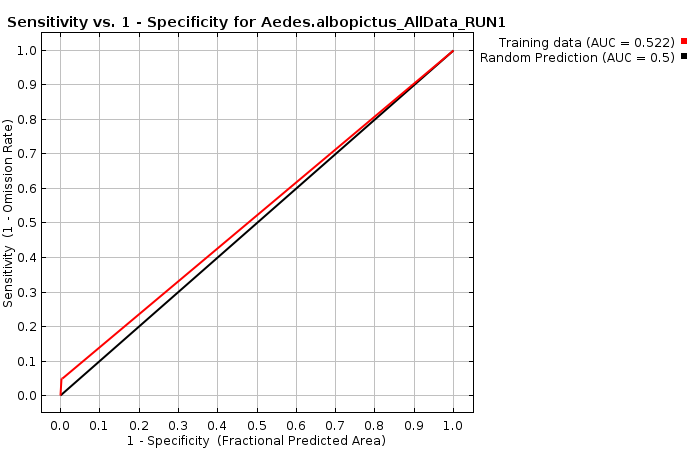 Sensitivity vs. 1 - Specificity for Aedes.albopictus_AllData_RUN1
Training data (AUC = 0.522)
Random Prediction (AUC = 0.5)
Sensitivity (1 - Omission Rate)
1.0
0.9
0.8
0.7
0.6
0.5
0.4
0.3
0.2
0.1
0.0
0.0 0.1 0.2 0.3 0.4 0.5 0.6 0.7 0.8 0.9 1.0
1 - Specificity (Fractional Predicted Area)